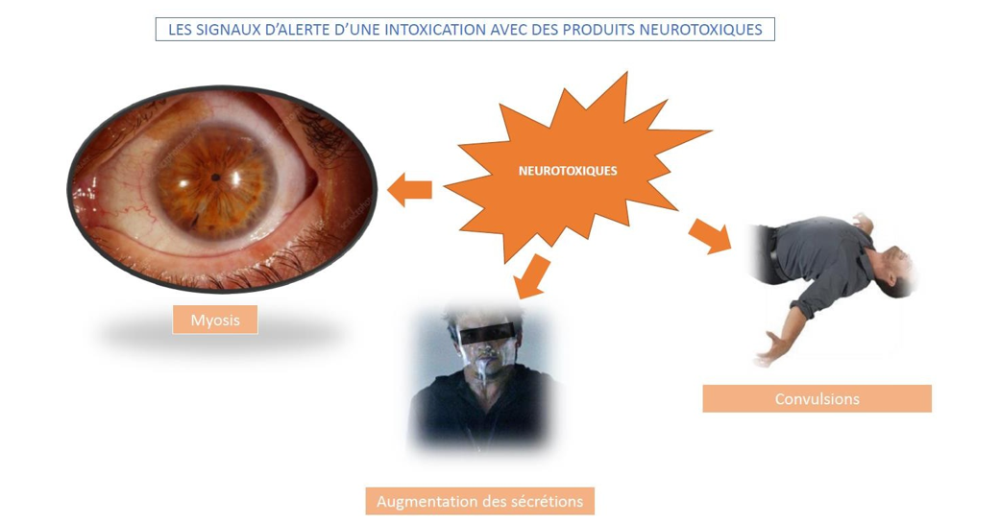 LES SIGNAUX D'ALERTE D'UNE INTOXICATION AVEC DES PRODUITS NEUROTOXIQUES
NEUROTOXIQUES
Myosis
Convulsions
Augmentation des sécrétions